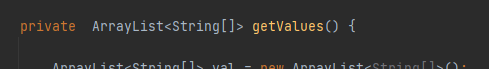 private  ArrayList<String[]> getValues() {
ArrayList<String[]> val = new ArrayList<String[]>();